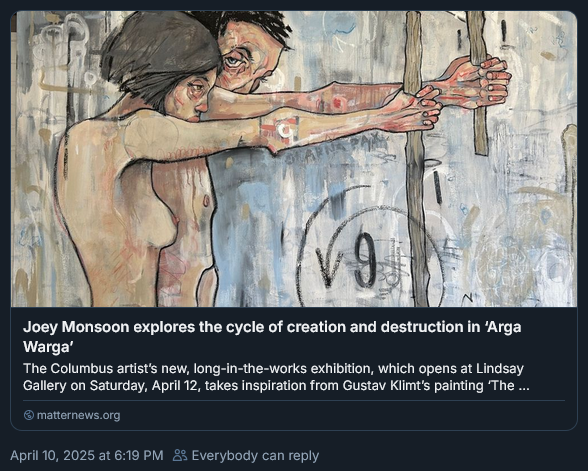 9
Joey Monsoon explores the cycle of creation and destruction in ‘Arga
Warga’
The Columbus artist’s new, long-in-the-works exhibition, which opens at Lindsay
Gallery on Saturday, April 12, takes inspiration from Gustav Klimt’s painting ‘The ...
matternews.org
April 10, 2025 at 6:19 PM Everybody can reply